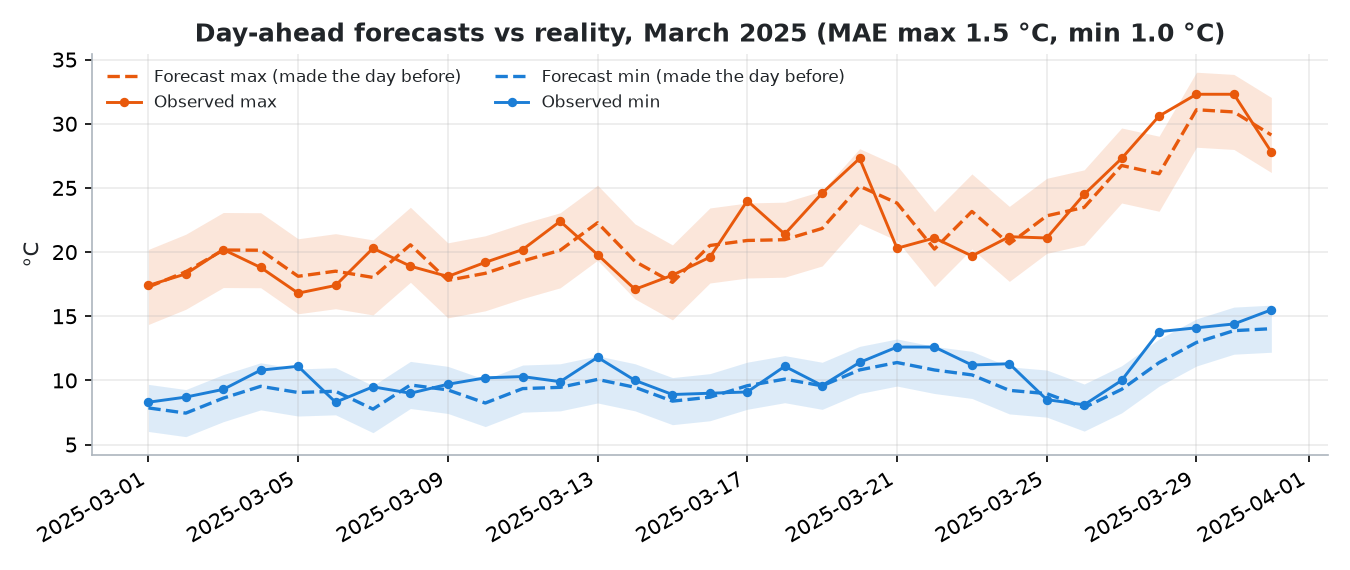 Day-ahead forecasts vs reality, March 2025 (MAE max 1.5 °C, min 1.0 °C)
Forecast max (made the day before)
Observed max
Forecast min (made the day before)
Observed min
°C
35
30
25
20
15
10
5
2025-03-01
2025-03-05
2025-03-09
2025-03-13
2025-03-17
2025-03-21
2025-03-25
2025-03-29
2025-04-01